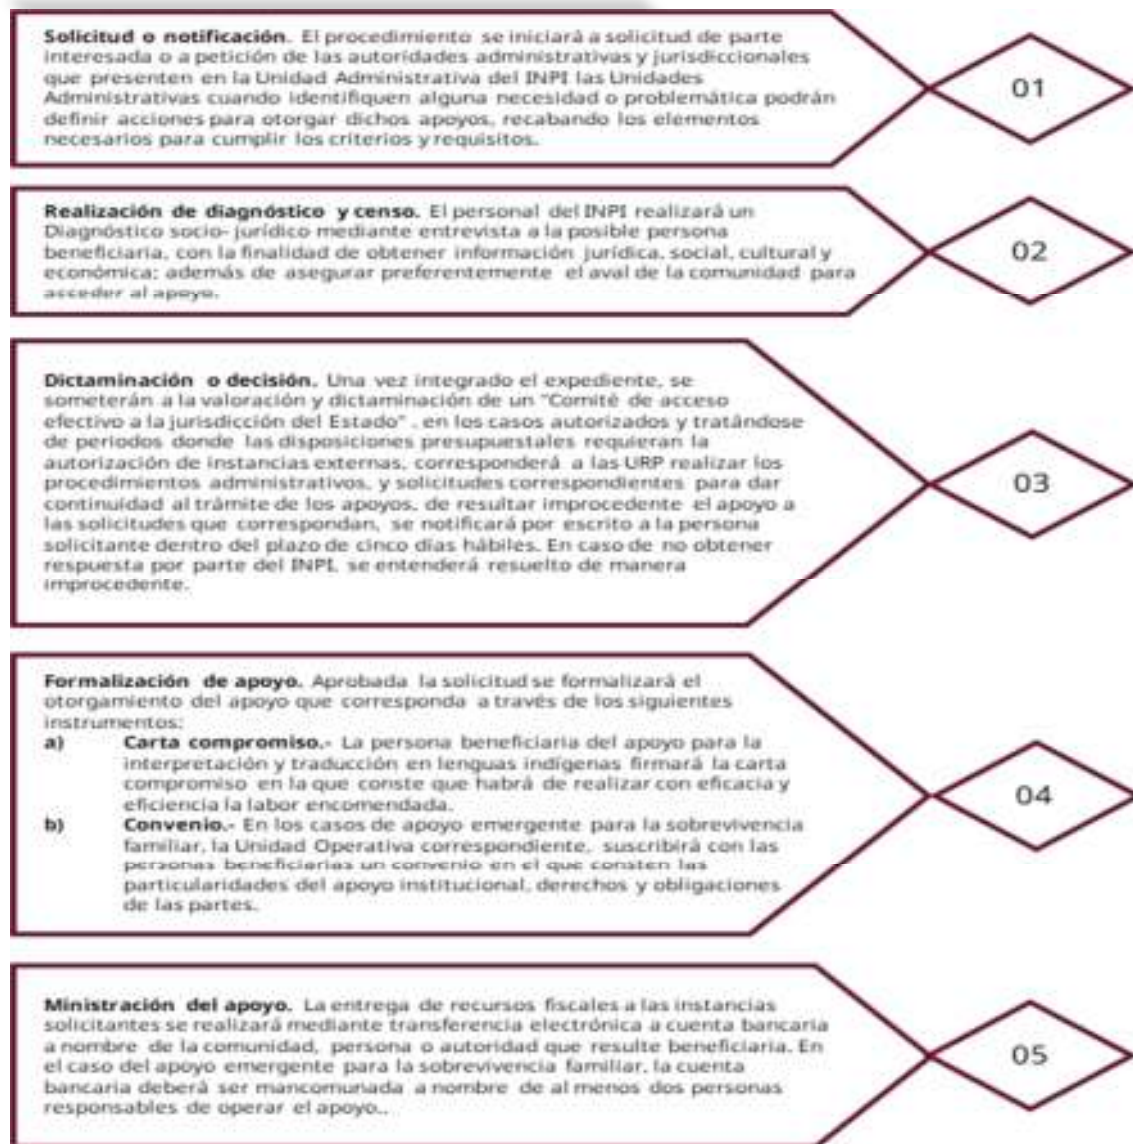 Solicitud o notificación. El procedimiento se iniciará a solicitud de parte
interesada o a petición de las autoridades administrativas y jurisdiccionales
que presenten en la Unidad Administrativa del INPI las Unidades
Administrativas cuando identifiquen alguna necesidad o problemática podrán
definir acciones para otorgar dichos apoyos, recabando los elementos
necesarios para cumplir los criterios y requisitos.
01
Realización de diagnóstico y censo. El personal del INPI realizará un
Diagnóstico socio- jurídico mediante entrevista a la posible persona
beneficiaria, con la finalidad de obtener información jurídica, social, cultural y
económica; además de asegurar preferentemente el aval de la comunidad para
acceder al apoyo.
02
Dictaminación o decisión. Una vez integrado el expediente, se
someterán a la valoración y dictaminación de un "Comité de acceso
efectivo a la jurisdicción del Estado" , en los casos autorizados y tratándose
de periodos donde las disposiciones presupuestales requieran la
autorización de instancias externas, corresponderá a las URP realizar los
procedimientos administrativos, y solicitudes correspondientes para dar
continuidad al trámite de los apoyos, de resultar improcedente el apoyo a
las solicitudes que correspondan, se notificará por escrito a la persona
solicitante dentro del plazo de cinco días hábiles. En caso de no obtener
respuesta por parte del INPI, se entenderá resuelto de manera
improcedente.
03
Formalización de apoyo. Aprobada la solicitud se formalizará el
otorgamiento del apoyo que corresponda a través de los siguientes
instrumentos:
a) Carta compromiso.- La persona beneficiaria del apoyo para la
interpretación y traducción en lenguas indígenas firmará la carta
compromiso en la que conste que habrá de realizar con eficacia y
eficiencia la labor encomendada.
b) Convenio.- En los casos de apoyo emergente para la sobrevivencia
familiar, la Unidad Operativa correspondiente, suscribirá con las
personas beneficiarias un convenio en el que consten las
particularidades del apoyo institucional, derechos y obligaciones
de las partes.
04
Ministración del apoyo. La entrega de recursos fiscales a las instancias
solicitantes se realizará mediante transferencia electrónica a cuenta bancaria
a nombre de la comunidad, persona o autoridad que resulte beneficiaria. En
el caso del apoyo emergente para la sobrevivencia familiar, la cuenta
bancaria deberá ser mancomunada a nombre de al menos dos personas
responsables de operar el apoyo..
05